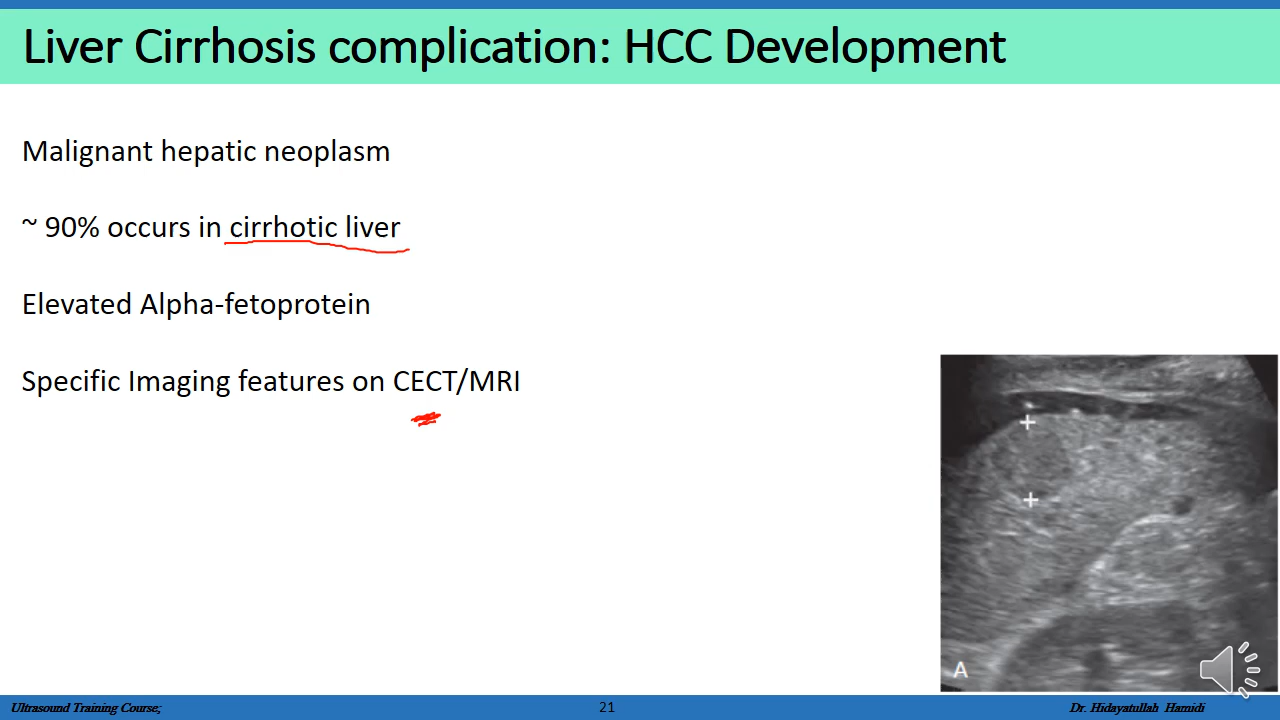 Liver Cirrhosis complication: HCC Development
Malignant hepatic neoplasm
~ 90% occurs in cirrhotic liver
Elevated Alpha-fetoprotein
Specific Imaging features on CECT/MRI
A
Ultrasound Training Course;
21
Dr. Hidayatullah Hamidi